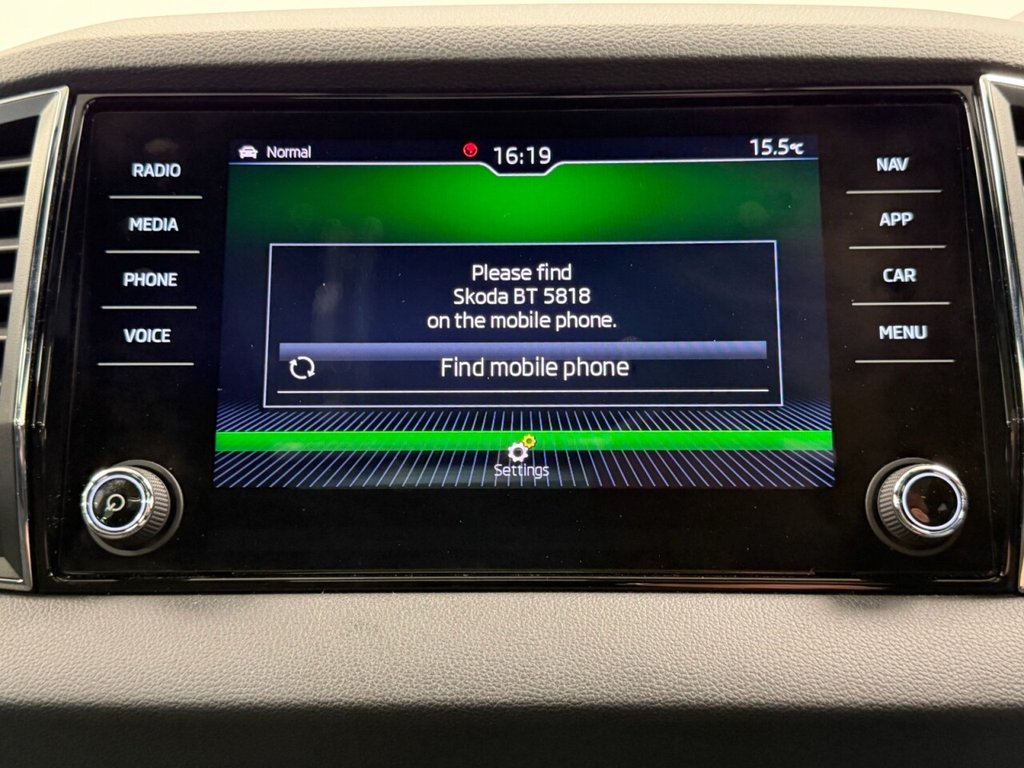 Normal
16:19
15.5°C
RADIO
MEDIA
PHONE
VOICE
Please find
Skoda BT 5818
on the mobile phone.
Find mobile phone
Settings
NAV
APP
CAR
MENU